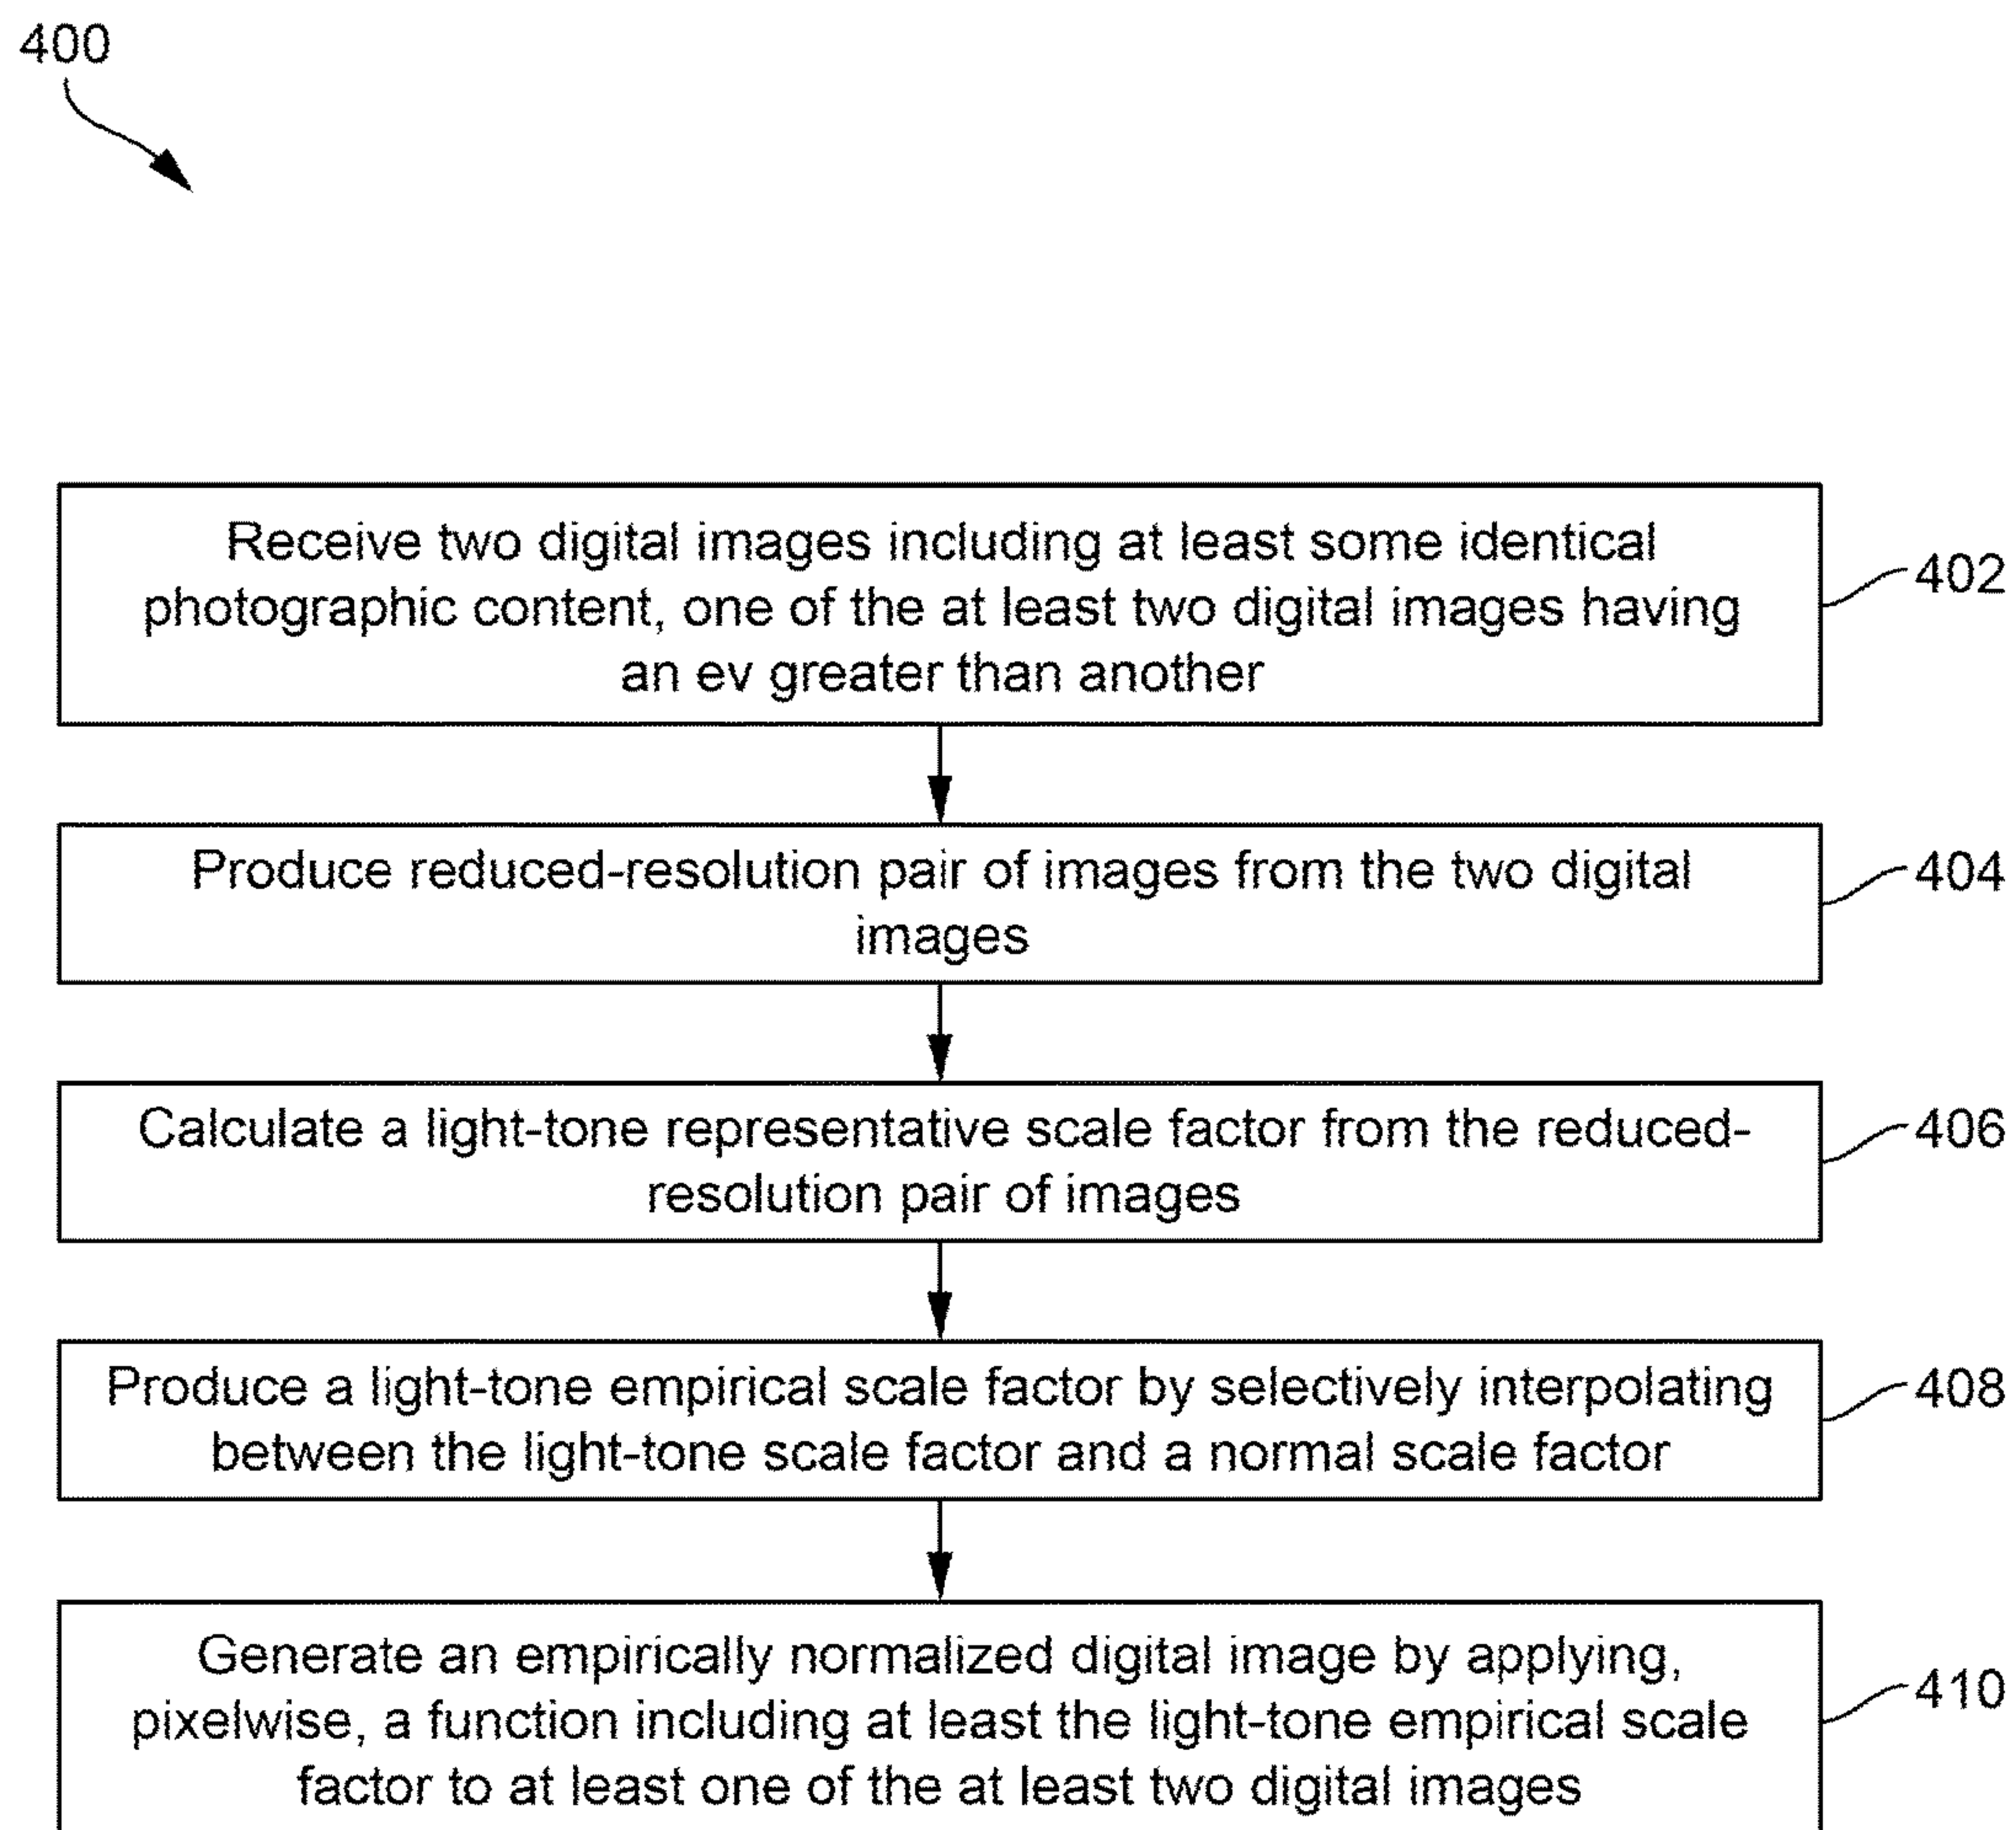 400
Receive two digital images including at least some identical
photographic content, one of the at least two digital images having
an ev greater than another
402
Produce reduced-resolution pair of images from the two digital
images
404
Calculate a light-tone representative scale factor from the reduced-
resolution pair of images
406
Produce a light-tone empirical scale factor by selectively interpolating
between the light-tone scale factor and a normal scale factor
408
Generate an empirically normalized digital image by applying,
pixelwise, a function including at least the light-tone empirical scale
factor to at least one of the at least two digital images
410